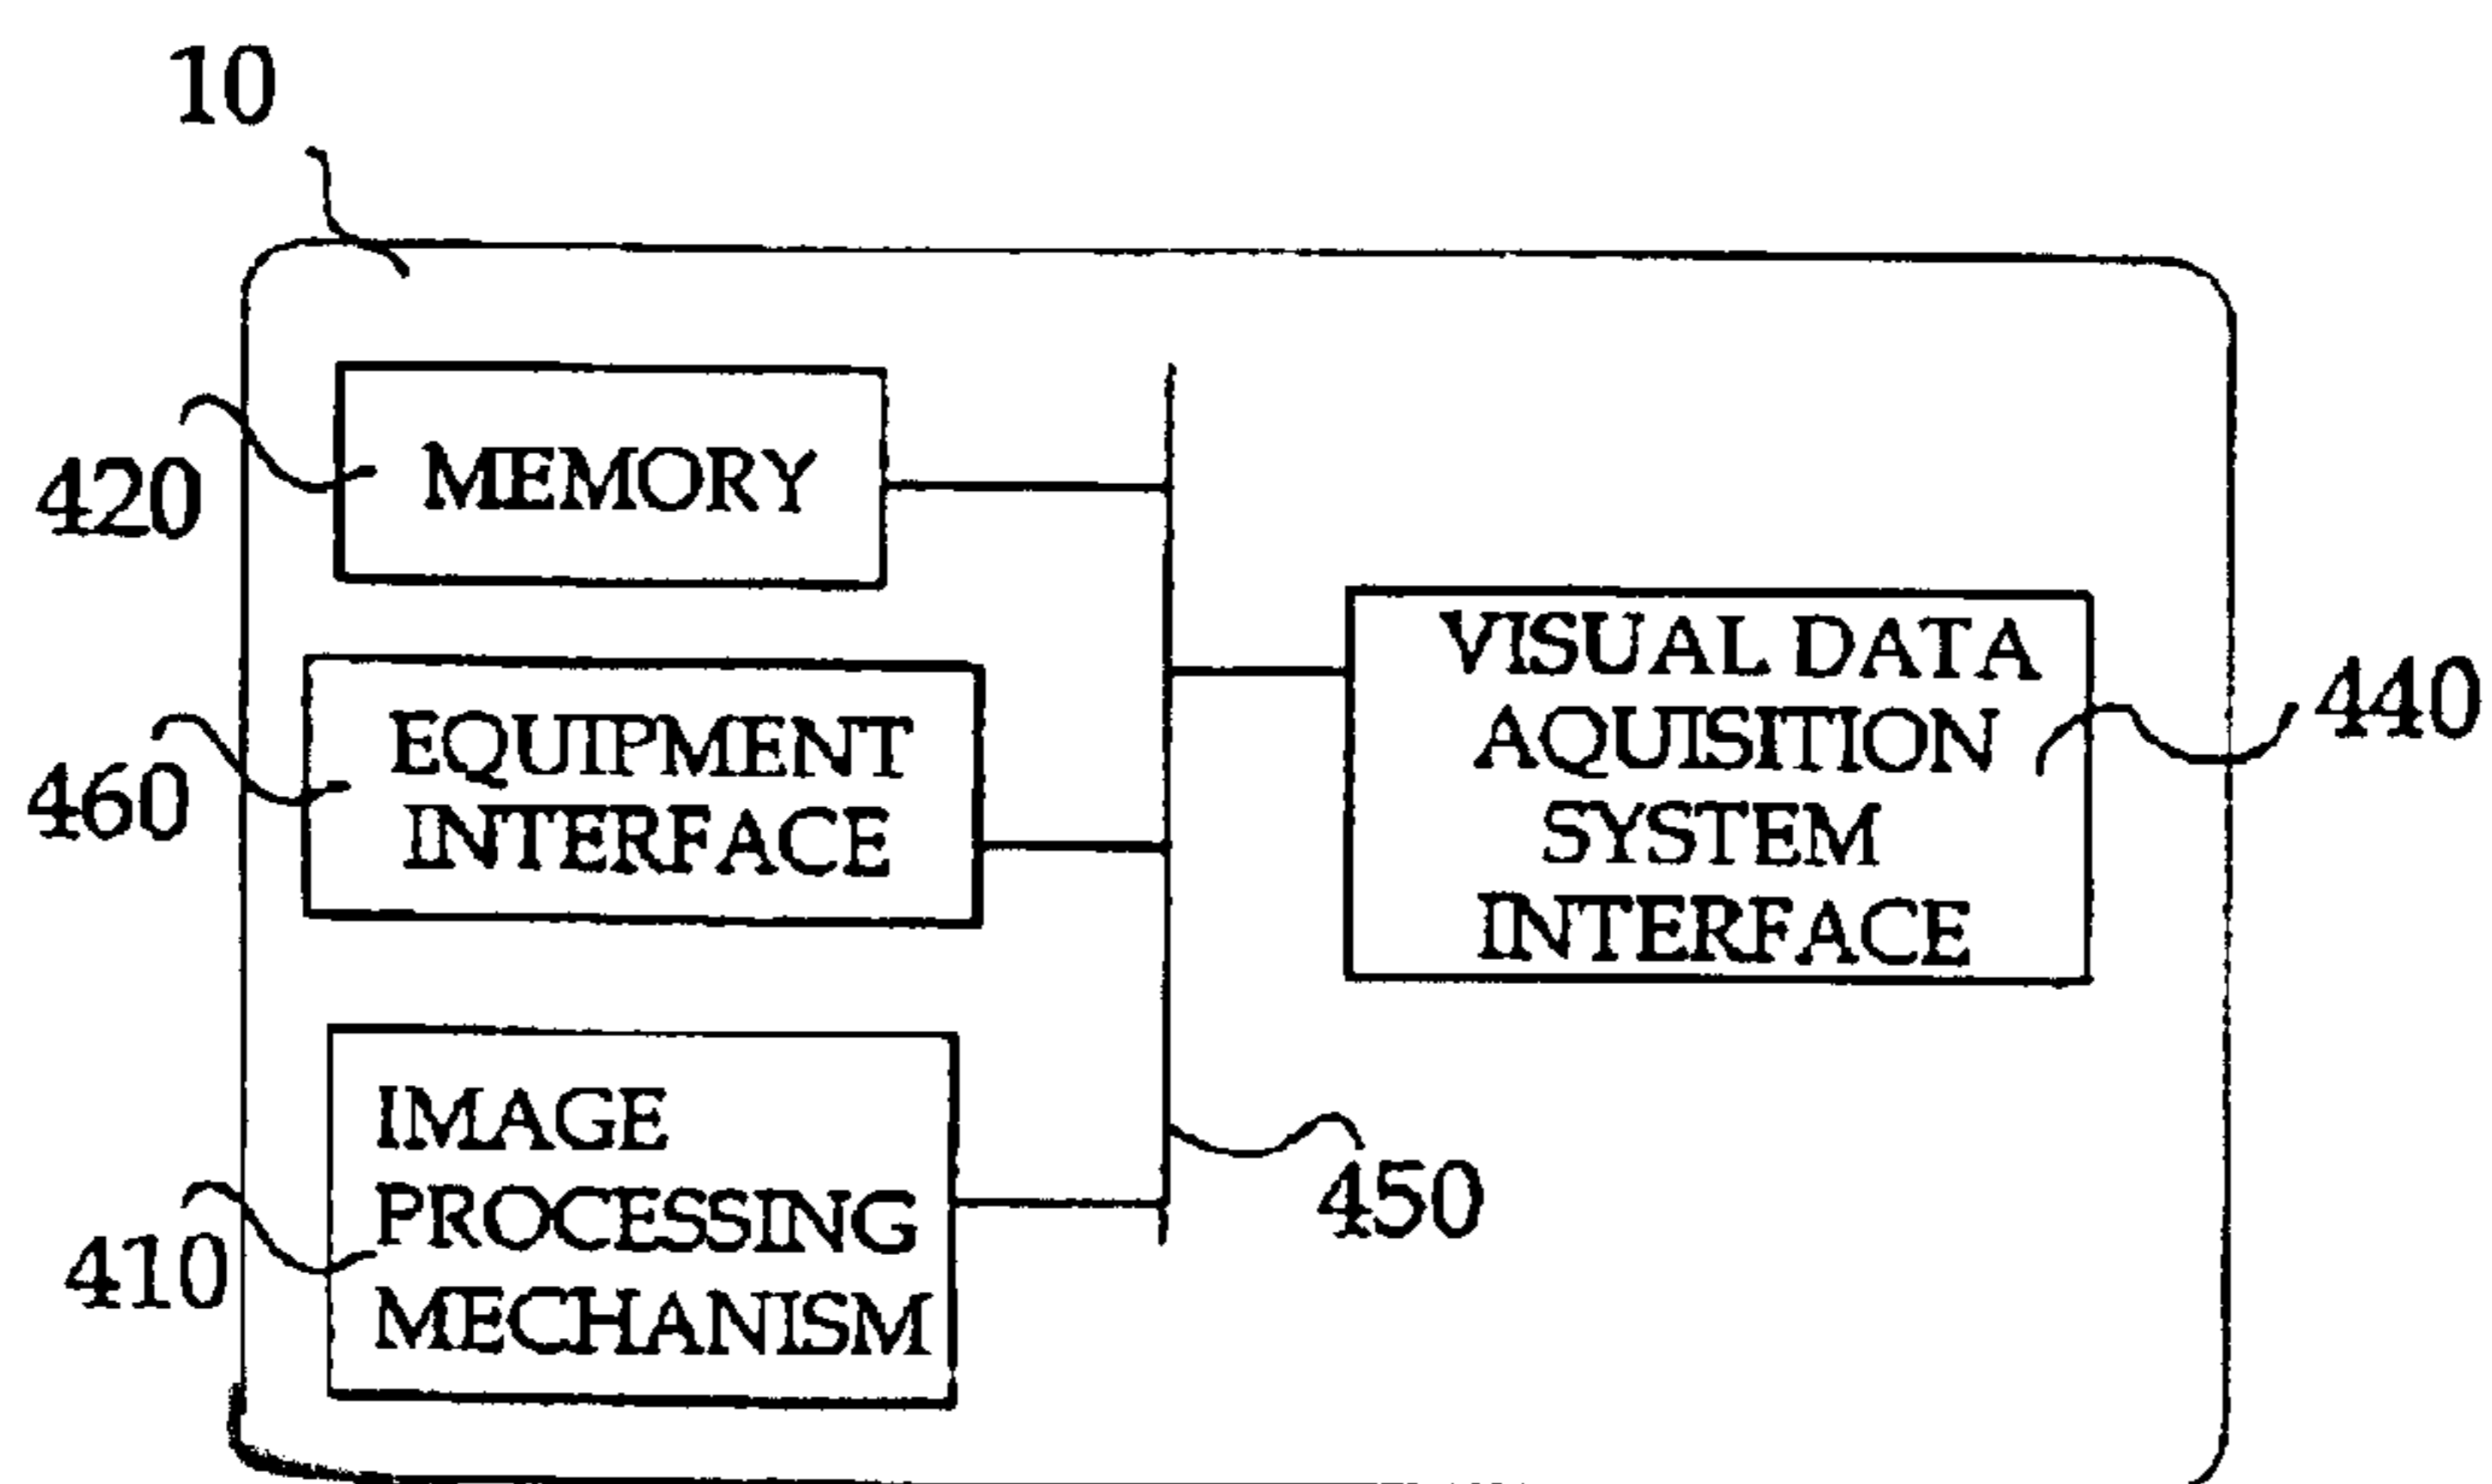 10
420
MEMORY
460
EQUIPMENT
INTERFACE
410
IMAGE
PROCESSING
MECHANISM
VISUAL DATA
AQUISITION
SYSTEM
INTERFACE
440
450